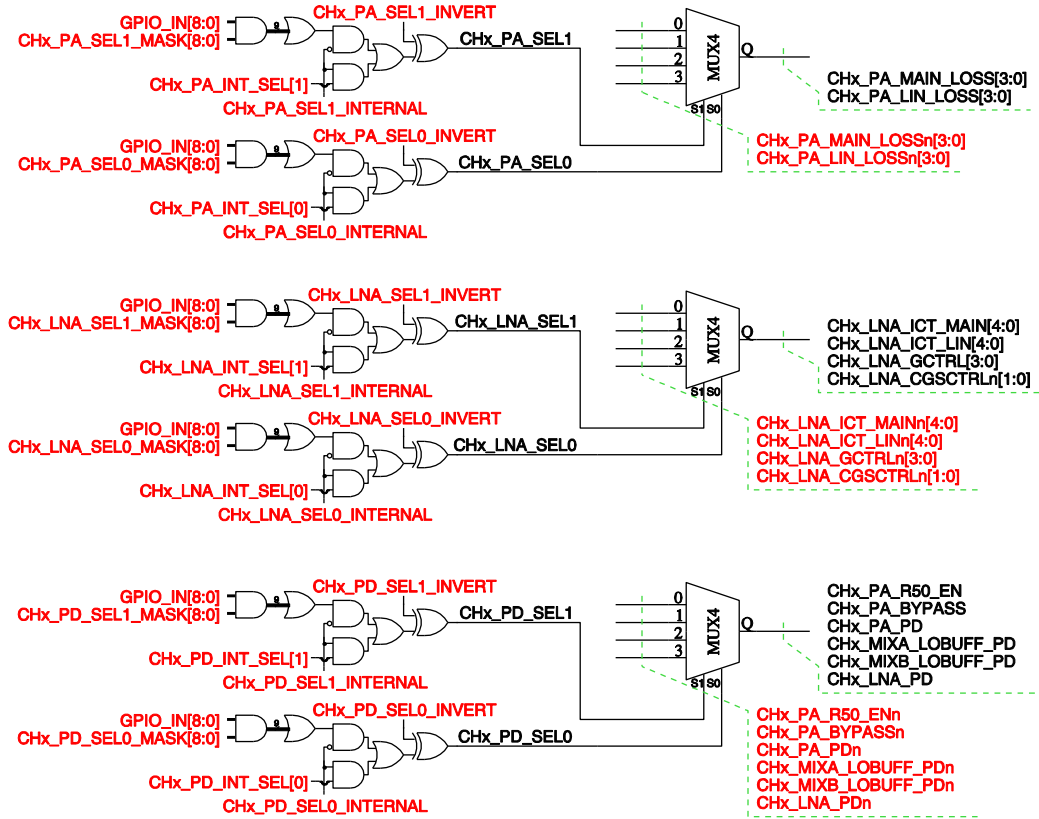 CHx_PA_SEL1_INVERT
GPIO_IN[8:0]
CHx_PA_SEL1_MASK[8:0]
9
CHx_PA_SEL1
CHx_PA_INT_SEL[1]
CHx_PA_SEL1_INTERNAL
0
1
2
3
MUX4
S1 S0
Q
CHx_PA_MAIN_LOSS[3:0]
CHx_PA_LIN_LOSS[3:0]
CHx_PA_SEL0_INVERT
GPIO_IN[8:0]
CHx_PA_SEL0_MASK[8:0]
9
CHx_PA_SEL0
CHx_PA_INT_SEL[0]
CHx_PA_SEL0_INTERNAL
CHx_PA_MAIN_LOSSn[3:0]
CHx_PA_LIN_LOSSn[3:0]
CHx_LNA_SEL1_INVERT
GPIO_IN[8:0]
CHx_LNA_SEL1_MASK[8:0]
9
CHx_LNA_SEL1
CHx_LNA_INT_SEL[1]
CHx_LNA_SEL1_INTERNAL
0
1
2
3
MUX4
S1 S0
Q
CHx_LNA_ICT_MAIN[4:0]
CHx_LNA_ICT_LIN[4:0]
CHx_LNA_GCTRL[3:0]
CHx_LNA_CGSCTRLn[1:0]
CHx_LNA_SEL0_INVERT
GPIO_IN[8:0]
CHx_LNA_SEL0_MASK[8:0]
9
CHx_LNA_SEL0
CHx_LNA_INT_SEL[0]
CHx_LNA_SEL0_INTERNAL
CHx_LNA_ICT_MAINn[4:0]
CHx_LNA_ICT_LINn[4:0]
CHx_LNA_GCTRLn[3:0]
CHx_LNA_CGSCTRLn[1:0]
CHx_PD_SEL1_INVERT
GPIO_IN[8:0]
CHx_PD_SEL1_MASK[8:0]
9
CHx_PD_SEL1
CHx_PD_INT_SEL[1]
CHx_PD_SEL1_INTERNAL
0
1
2
3
MUX4
S1 S0
Q
CHx_PA_R50_EN
CHx_PA_BYPASS
CHx_PA_PD
CHx_MIXA_LOBUFF_PD
CHx_MIXB_LOBUFF_PD
CHx_LNA_PD
CHx_PD_SEL0_INVERT
GPIO_IN[8:0]
CHx_PD_SEL0_MASK[8:0]
9
CHx_PD_SEL0
CHx_PD_INT_SEL[0]
CHx_PD_SEL0_INTERNAL
CHx_PA_R50_ENn
CHx_PA_BYPASSn
CHx_PA_PDn
CHx_MIXA_LOBUFF_PDn
CHx_MIXB_LOBUFF_PDn
CHx_LNA_PDn